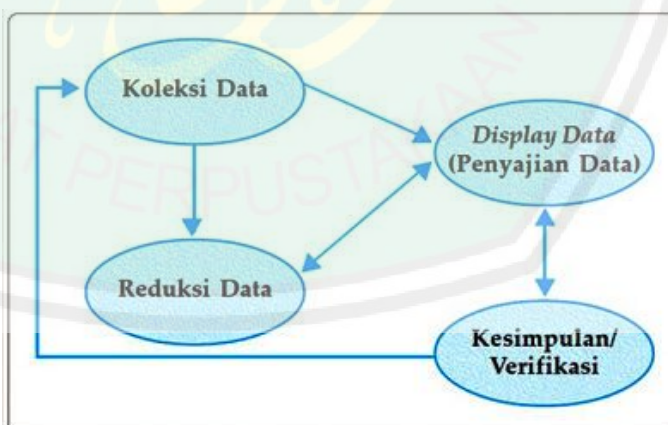 Koleksi Data
Display Data
(Penyajian Data)
Reduksi Data
Kesimpulan/
Verifikasi